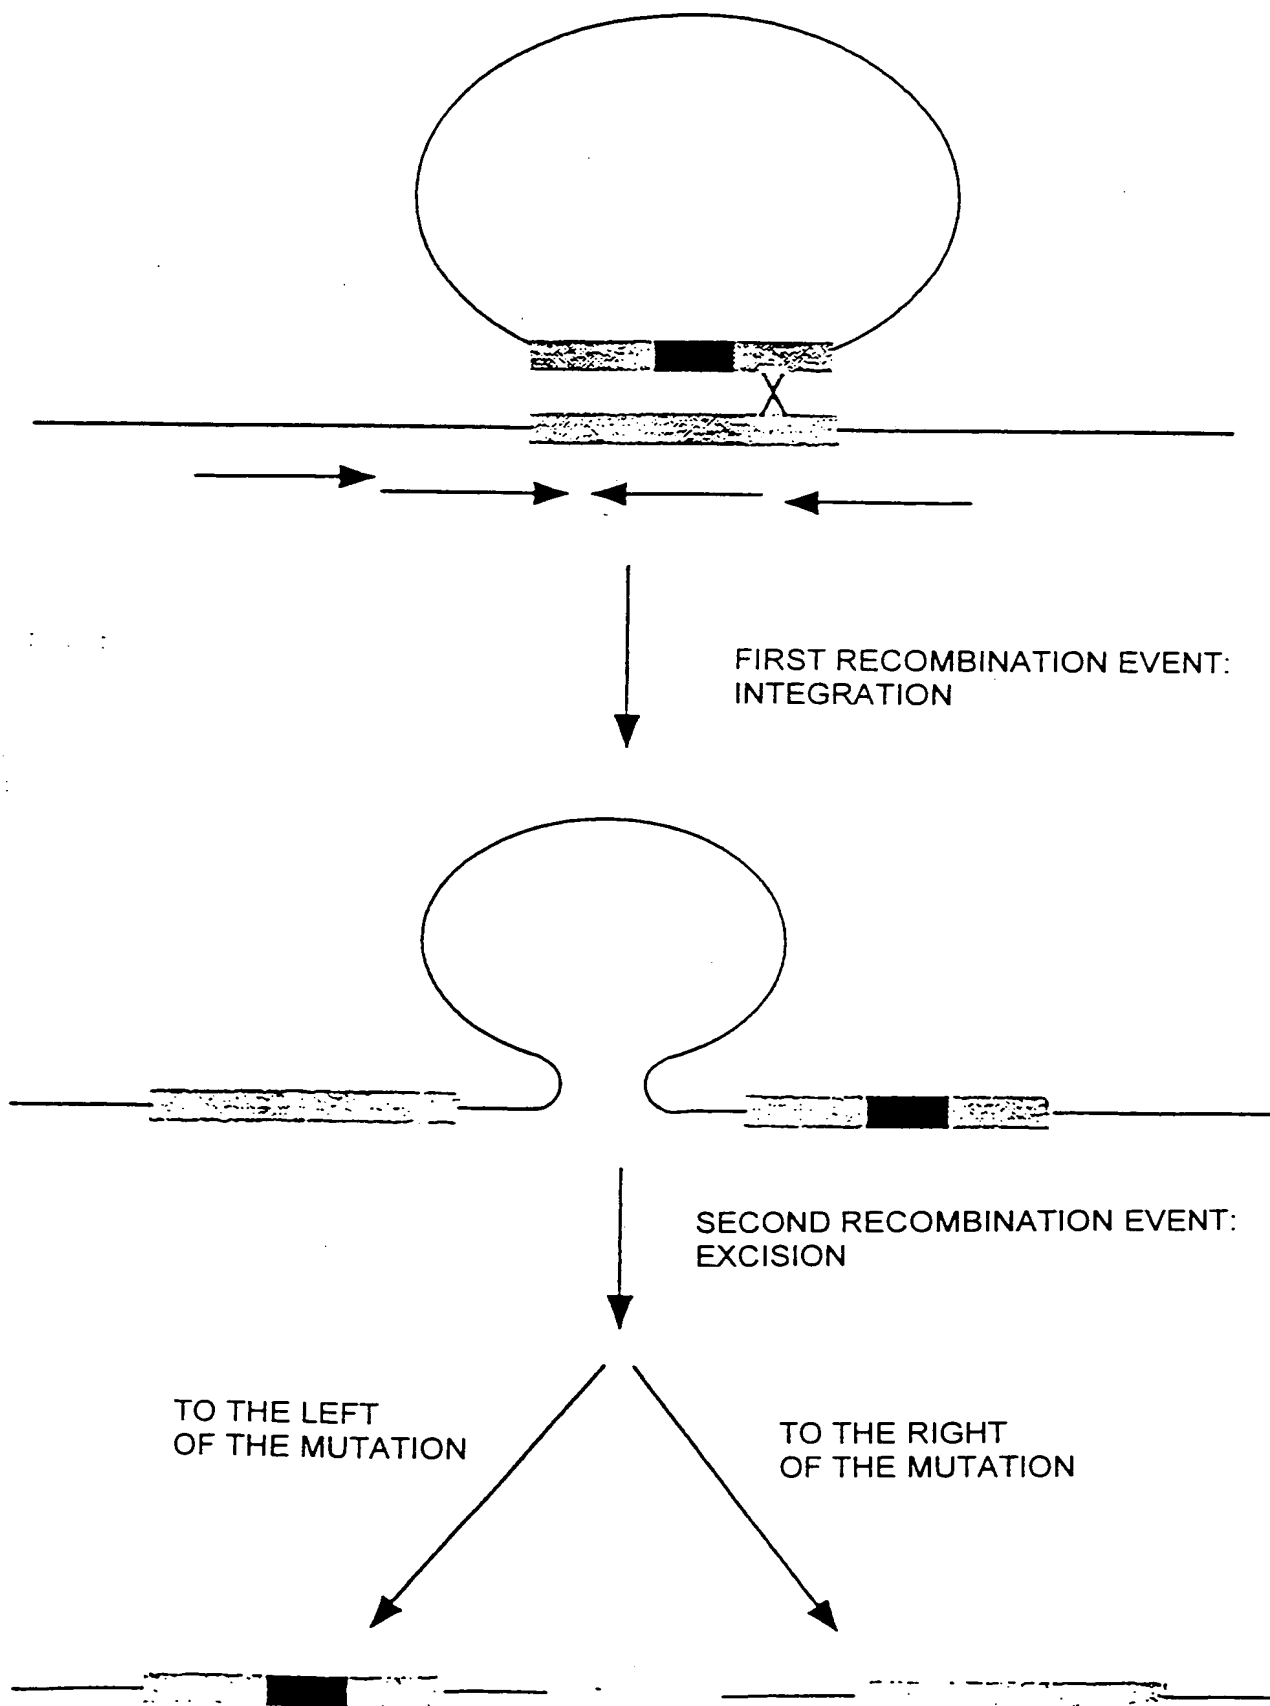 FIRST RECOMBINATION EVENT:
INTEGRATION
SECOND RECOMBINATION EVENT:
EXCISION
TO THE LEFT
OF THE MUTATION
TO THE RIGHT
OF THE MUTATION